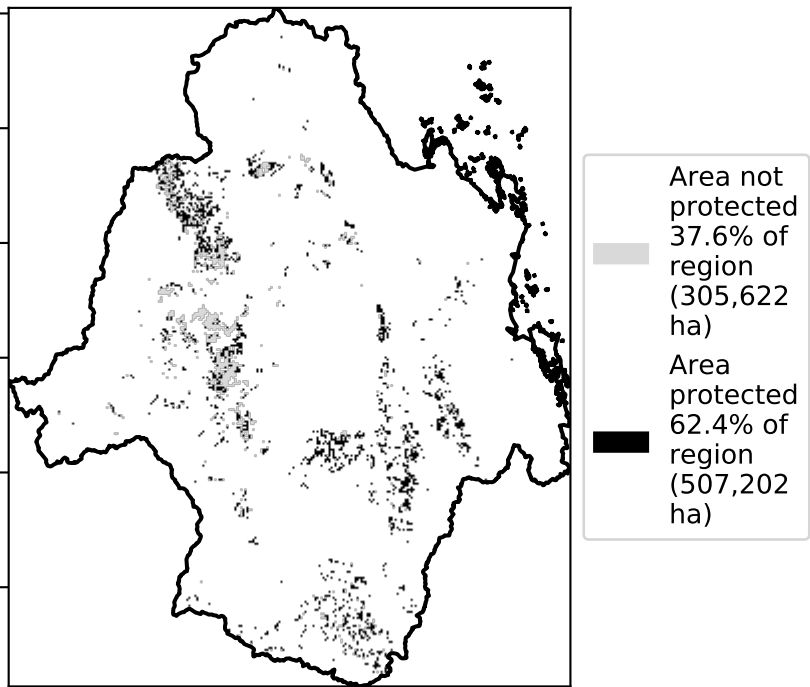 Area not
protected
37.6% of
region
(305,622
ha)
Area
protected
62.4% of
region
(507,202
ha)